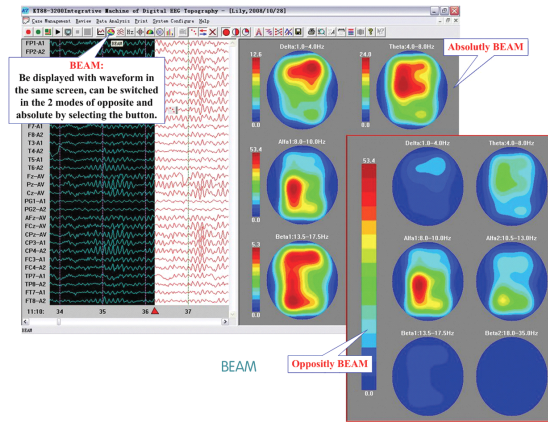 KT88-3200Integrative Machine of Digital EEG Topography - [Lily,2008/10/28]
Case Management Review Data Analysis Print System Configure Help
BEAM
FP1-A1
FP2-A2
BEAM:
Be displayed with waveform in
the same screen, can be switched
in the 2 modes of opposite and
absolute by selecting the button.
F7-A1
F8-A2
T3-A1
T4-A2
T5-A1
T6-A2
Fz-AV
Pz-AV
Cz-AV
PG1-A1
PG2-A2
AFz-AV
FCz-AV
CPz-AV
CP3-A1
CP4-A2
FC3-A1
FC4-A2
TP7-A1
TP8-A2
FT7-A1
FT8-A2
11:10: 34 35 36 37
BEAM
Delta:1.0-4.0Hz
12.6
0.0
Theta:4.0-8.0Hz
24.0
0.0
Absolutly BEAM
Alfa1:8.0-10.0Hz
53.4
0.0
Beta1:13.5-17.5Hz
5.3
0.0
53.4
0.0
Delta:1.0-4.0Hz
Theta:4.0-8.0Hz
Alfa1:8.0-10.0Hz
Alfa2:10.5-13.0Hz
Beta1:13.5-17.5Hz
Beta2:18.0-35.0Hz
Oppositly BEAM
BEAM